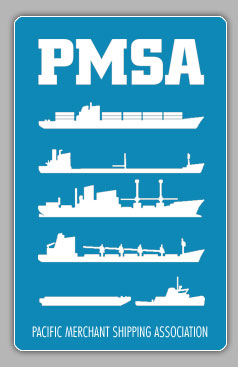 PMSA
PACIFIC MERCHANT SHIPPING ASSOCIATION